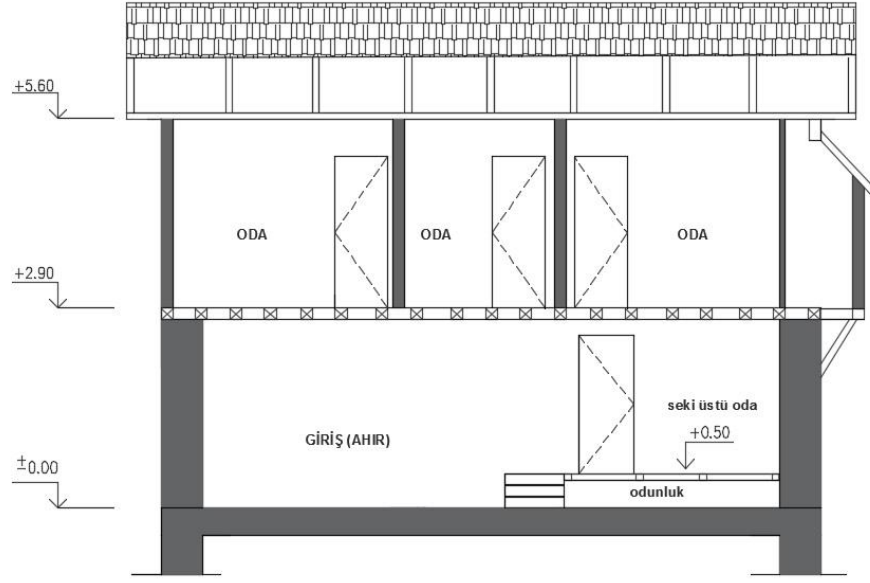 +5.60
ODA
ODA
ODA
+2.90
seki üstü oda
+0.50
GİRİŞ (AHIR)
±0.00
odunluk